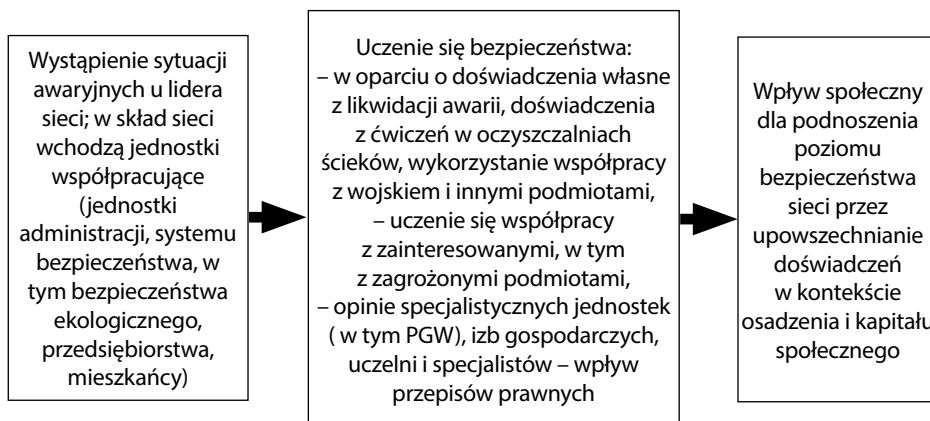 Wystąpienie sytuacji
awaryjnych u lidera
sieci; w skład sieci
wchodzą jednostki
współpracujące
(jednostki
administracji, systemu
bezpieczeństwa, w
tym bezpieczeństwa
ekologicznego,
przedsiębiorstwa,
mieszkańcy)
Uczenie się bezpieczeństwa:
– w oparciu o doświadczenia własne
z likwidacji awarii, doświadczenia
z ćwiczeń w oczyszczalniach
ścieków, wykorzystanie współpracy
z wojskiem i innymi podmiotami,
– uczenie się współpracy
z zainteresowanymi, w tym
z zagrożonymi podmiotami,
– opinie specjalistycznych jednostek
( w tym PGW), izb gospodarczych,
uczelni i specjalistów – wpływ
przepisów prawnych
Wpływ społeczny
dla podnoszenia
poziomu
bezpieczeństwa
sieci przez
upowszechnianie
doświadczeń
w kontekście
osadzenia i kapitału
społecznego